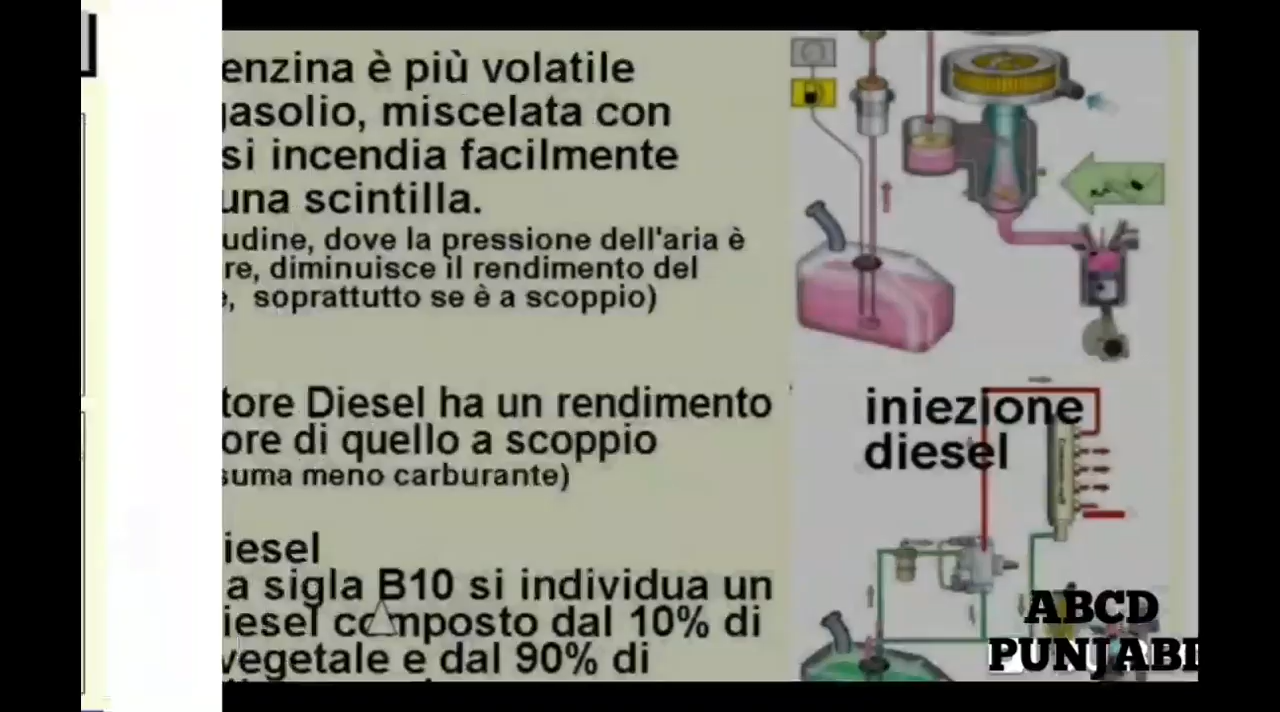 enzina è più volatile
gasolio, miscelata con
si incendia facilmente
una scintilla.
udine, dove la pressione dell'aria è
re, diminuisce il rendimento del
e, soprattutto se è a scoppio)
tore Diesel ha un rendimento
ore di quello a scoppio
suma meno carburante)
iesel
a sigla B10 si individua un
iesel composto dal 10% di
vegetale e dal 90% di
iniezione
diesel
ABCD
PUNJABI